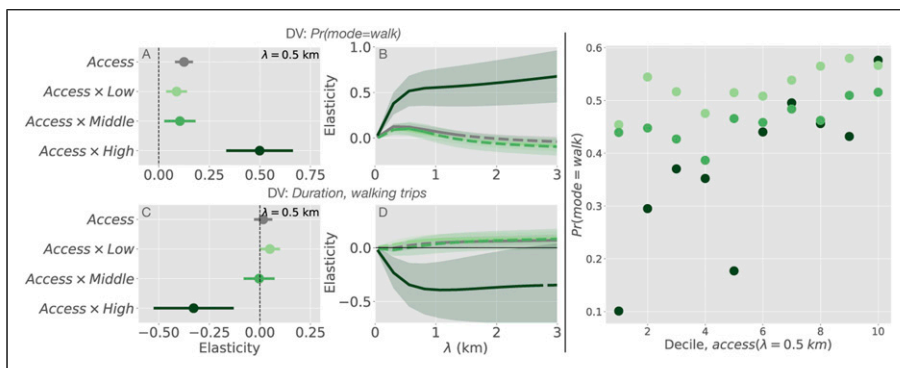 DV: Pr(mode=walk)
A
λ = 0.5 km
Access
Access × Low
Access × Middle
Access × High
0.00 0.25 0.50 0.75
B
Elasticity
1.0
0.5
0.0
0 1 2 3
DV: Duration, walking trips
C
λ = 0.5 km
Access
Access × Low
Access × Middle
Access × High
−0.50 −0.25 0.00 0.25
Elasticity
D
Elasticity
0.0
−0.5
0 1 2 3
λ (km)
Pr(mode = walk)
0.6
0.5
0.4
0.3
0.2
0.1
2 4 6 8 10
Decile, access(λ = 0.5 km)